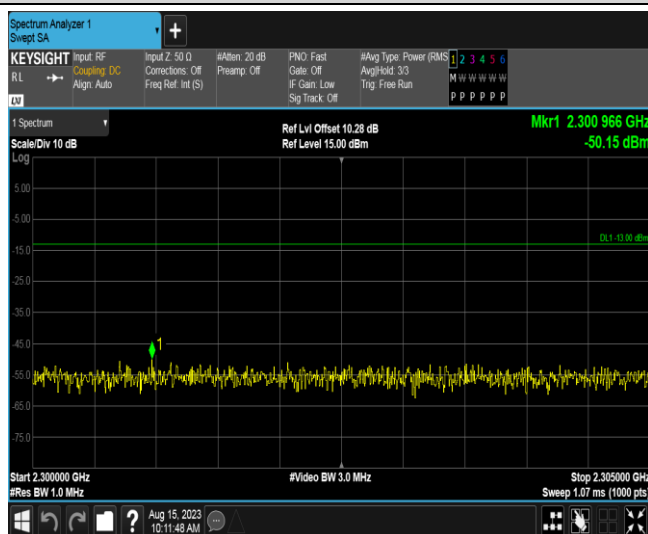 Spectrum Analyzer 1
Swept SA
+
KEYSIGHT
R L
LXI
Input: RF
Coupling: DC
Align: Auto
Input Z: 50 Ω
Corrections: Off
Freq Ref: Int (S)
#Atten: 20 dB
Preamp: Off
PNO: Fast
Gate: Off
IF Gain: Low
Sig Track: Off
#Avg Type: Power (RMS
Avg|Hold: 3/3
Trig: Free Run
1 2 3 4 5 6
M W W W W W
P P P P P P
1 Spectrum
Scale/Div 10 dB
Log
Ref Lvl Offset 10.28 dB
Ref Level 15.00 dBm
Mkr1 2.300 966 GHz
-50.15 dBm
5.00
-5.00
DL1 -13.00 dBm
-15.0
-25.0
-35.0
-45.0
1
-55.0
-65.0
-75.0
Start 2.300000 GHz
#Res BW 1.0 MHz
#Video BW 3.0 MHz
Stop 2.305000 GHz
Sweep 1.07 ms (1000 pts)
?
Aug 15, 2023
10:11:48 AM